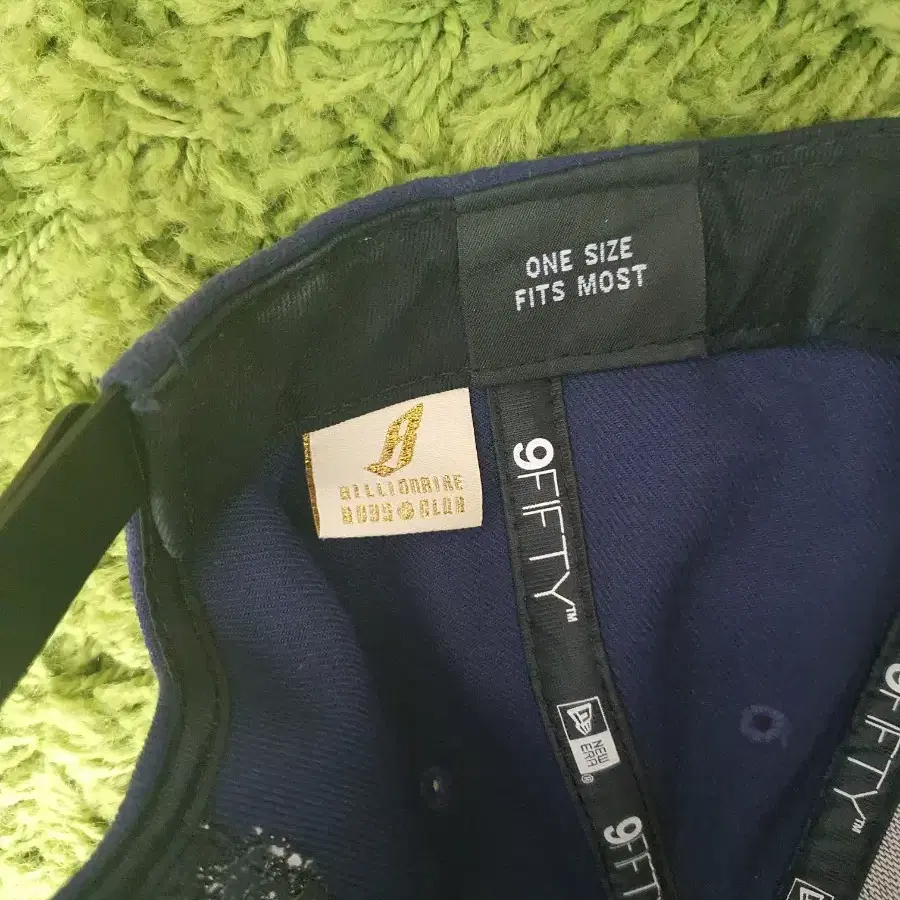 ONE SIZE
FITS MOST
BILLIONAIRE
BOYS CLUB
9FIFTY™
NEW
ERA®
9FIFTY
9FIFTY™